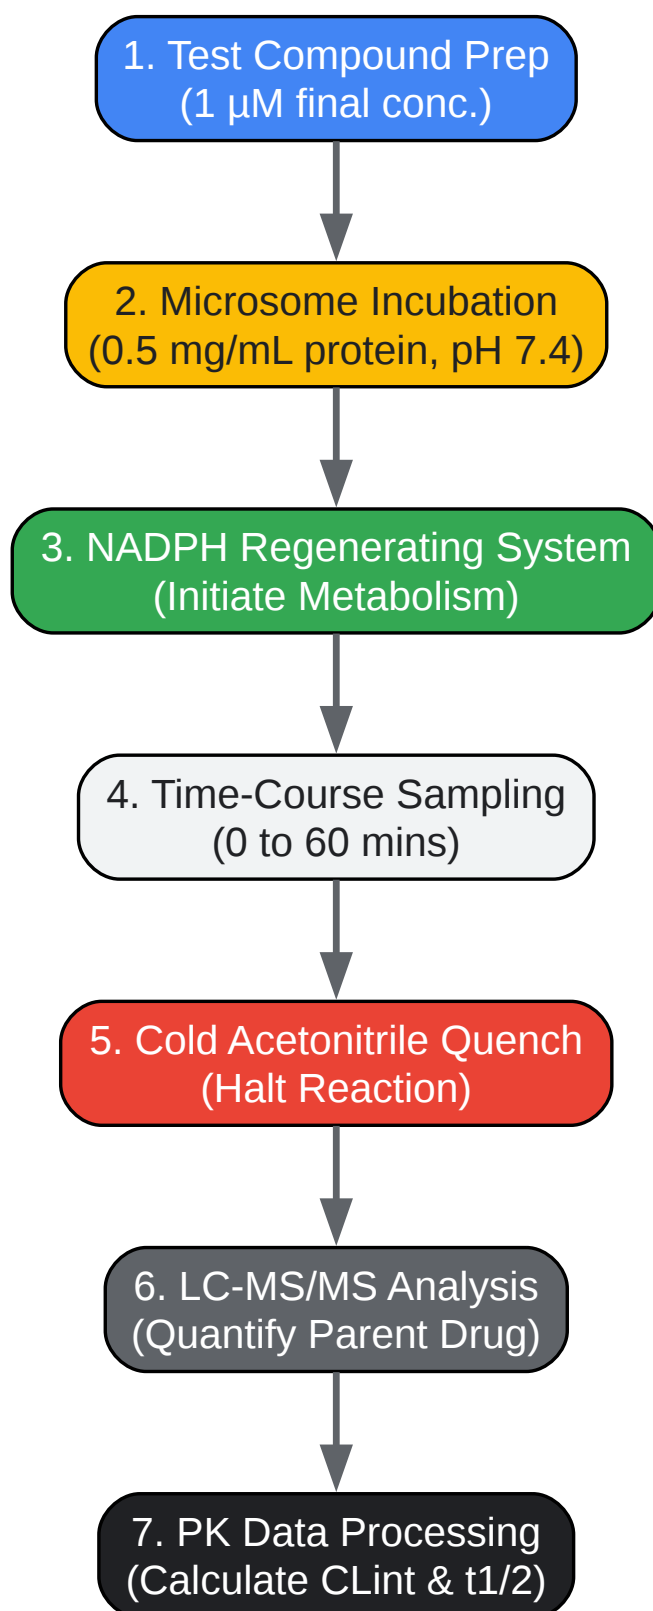 1. Test Compound Prep
(1 µM final conc.)
2. Microsome Incubation
(0.5 mg/mL protein, pH 7.4)
3. NADPH Regenerating System
(Initiate Metabolism)
4. Time-Course Sampling
(0 to 60 mins)
5. Cold Acetonitrile Quench
(Halt Reaction)
6. LC-MS/MS Analysis
(Quantify Parent Drug)
7. PK Data Processing
(Calculate CLint & t1/2)